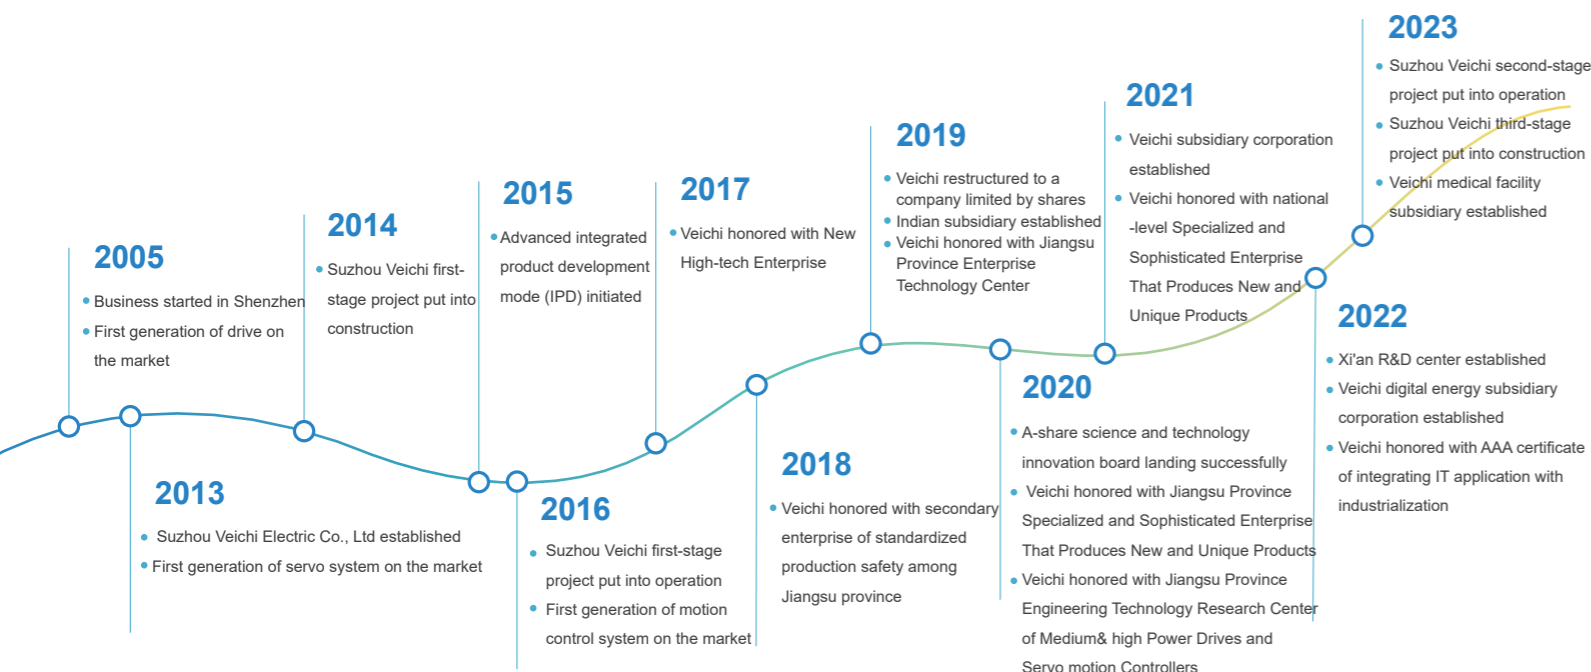 2005
Business started in Shenzhen
First generation of drive on
the market
2013
Suzhou Veichi Electric Co., Ltd established
First generation of servo system on the market
2014
Suzhou Veichi first-
stage project put into
construction
2015
Advanced integrated
product development
mode (IPD) initiated
2016
Suzhou Veichi first-stage
project put into operation
First generation of motion
control system on the market
2017
Veichi honored with New
High-tech Enterprise
2018
Veichi honored with secondary
enterprise of standardized
production safety among
Jiangsu province
2019
Veichi restructured to a
company limited by shares
Indian subsidiary established
Veichi honored with Jiangsu
Province Enterprise
Technology Center
2020
A-share science and technology
innovation board landing successfully
Veichi honored with Jiangsu Province
Specialized and Sophisticated Enterprise
That Produces New and Unique Products
Veichi honored with Jiangsu Province
Engineering Technology Research Center
of Medium& high Power Drives and
Servo motion Controllers
2021
Veichi subsidiary corporation
established
Veichi honored with national
-level Specialized and
Sophisticated Enterprise
That Produces New and
Unique Products
2022
Xi'an R&D center established
Veichi digital energy subsidiary
corporation established
Veichi honored with AAA certificate
of integrating IT application with
industrialization
2023
Suzhou Veichi second-stage
project put into operation
Suzhou Veichi third-stage
project put into construction
Veichi medical facility
subsidiary established